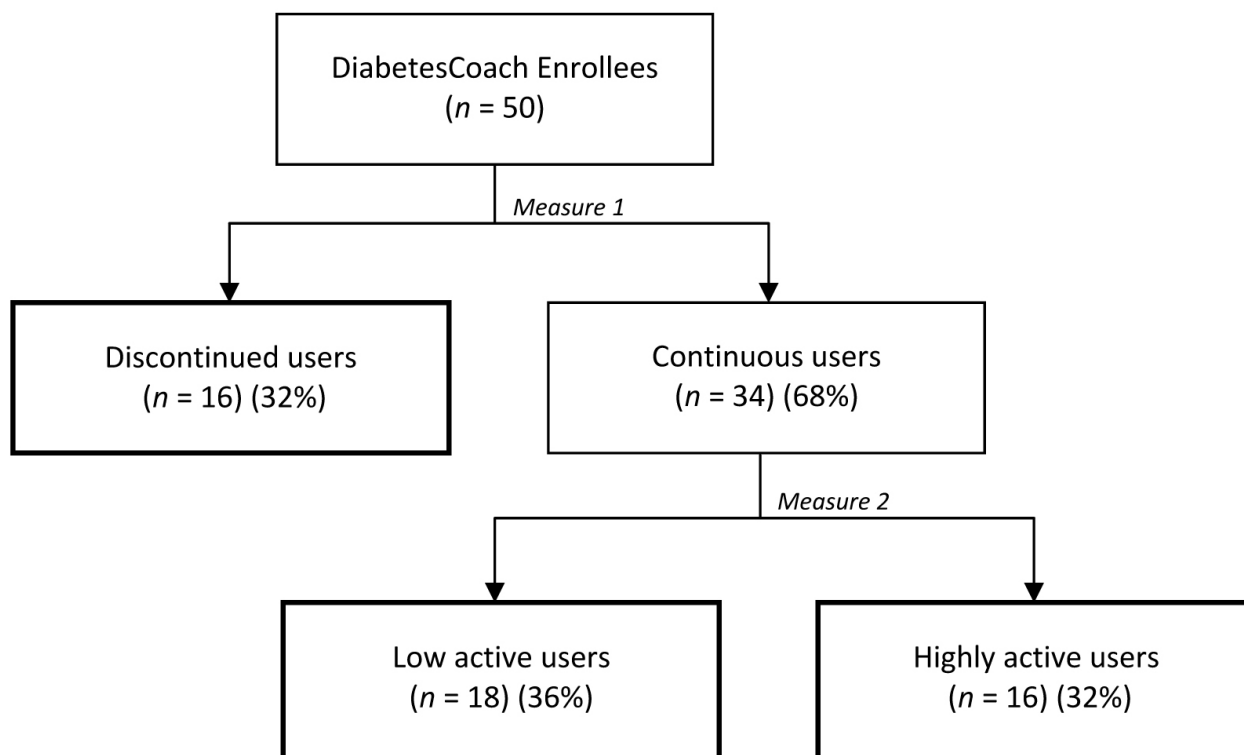 DiabetesCoach Enrollees
(n = 50)
Measure 1
Discontinued users
(n = 16) (32%)
Continuous users
(n = 34) (68%)
Measure 2
Low active users
(n = 18) (36%)
Highly active users
(n = 16) (32%)